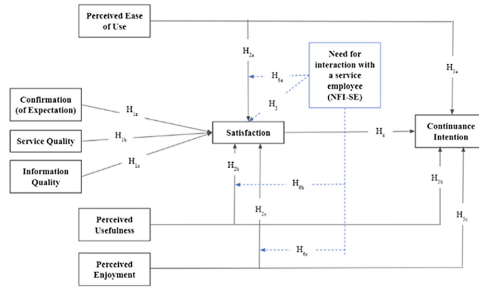 Perceived Ease
of Use
H2a
Need for
interaction with
a service
employee
(NFI-SE)
H6a
H3a
Confirmation
(of Expectation)
H1a
H5
Service Quality
H1b
Satisfaction
H4
Continuance
Intention
Information
Quality
H1c
H2b
H6b
H3b
H2c
H3c
Perceived
Usefulness
H6c
Perceived
Enjoyment